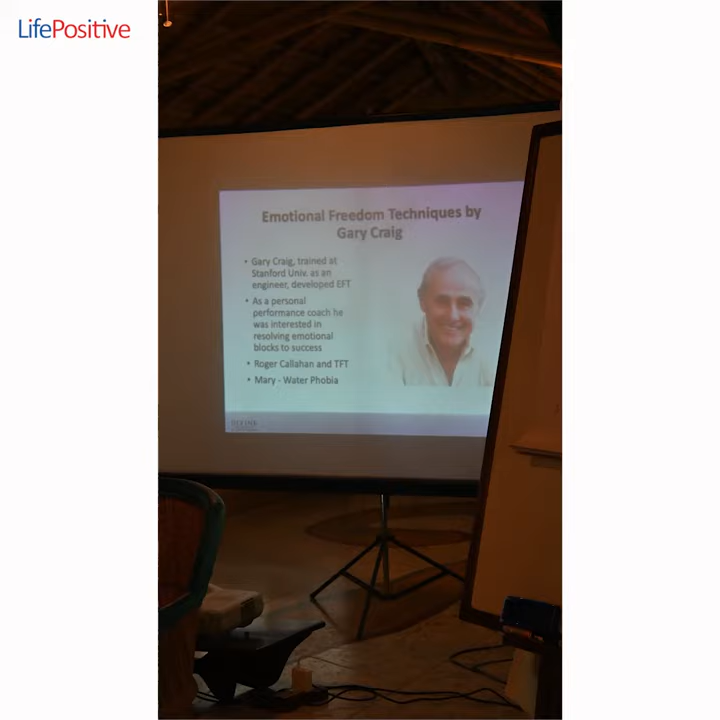 LifePositive
Emotional Freedom Techniques by
Gary Craig
• Gary Craig, trained at
Stanford Univ. as an
engineer, developed EFT
• As a personal
performance coach he
was interested in
resolving emotional
blocks to success
• Roger Callahan and TFT
• Mary - Water Phobia